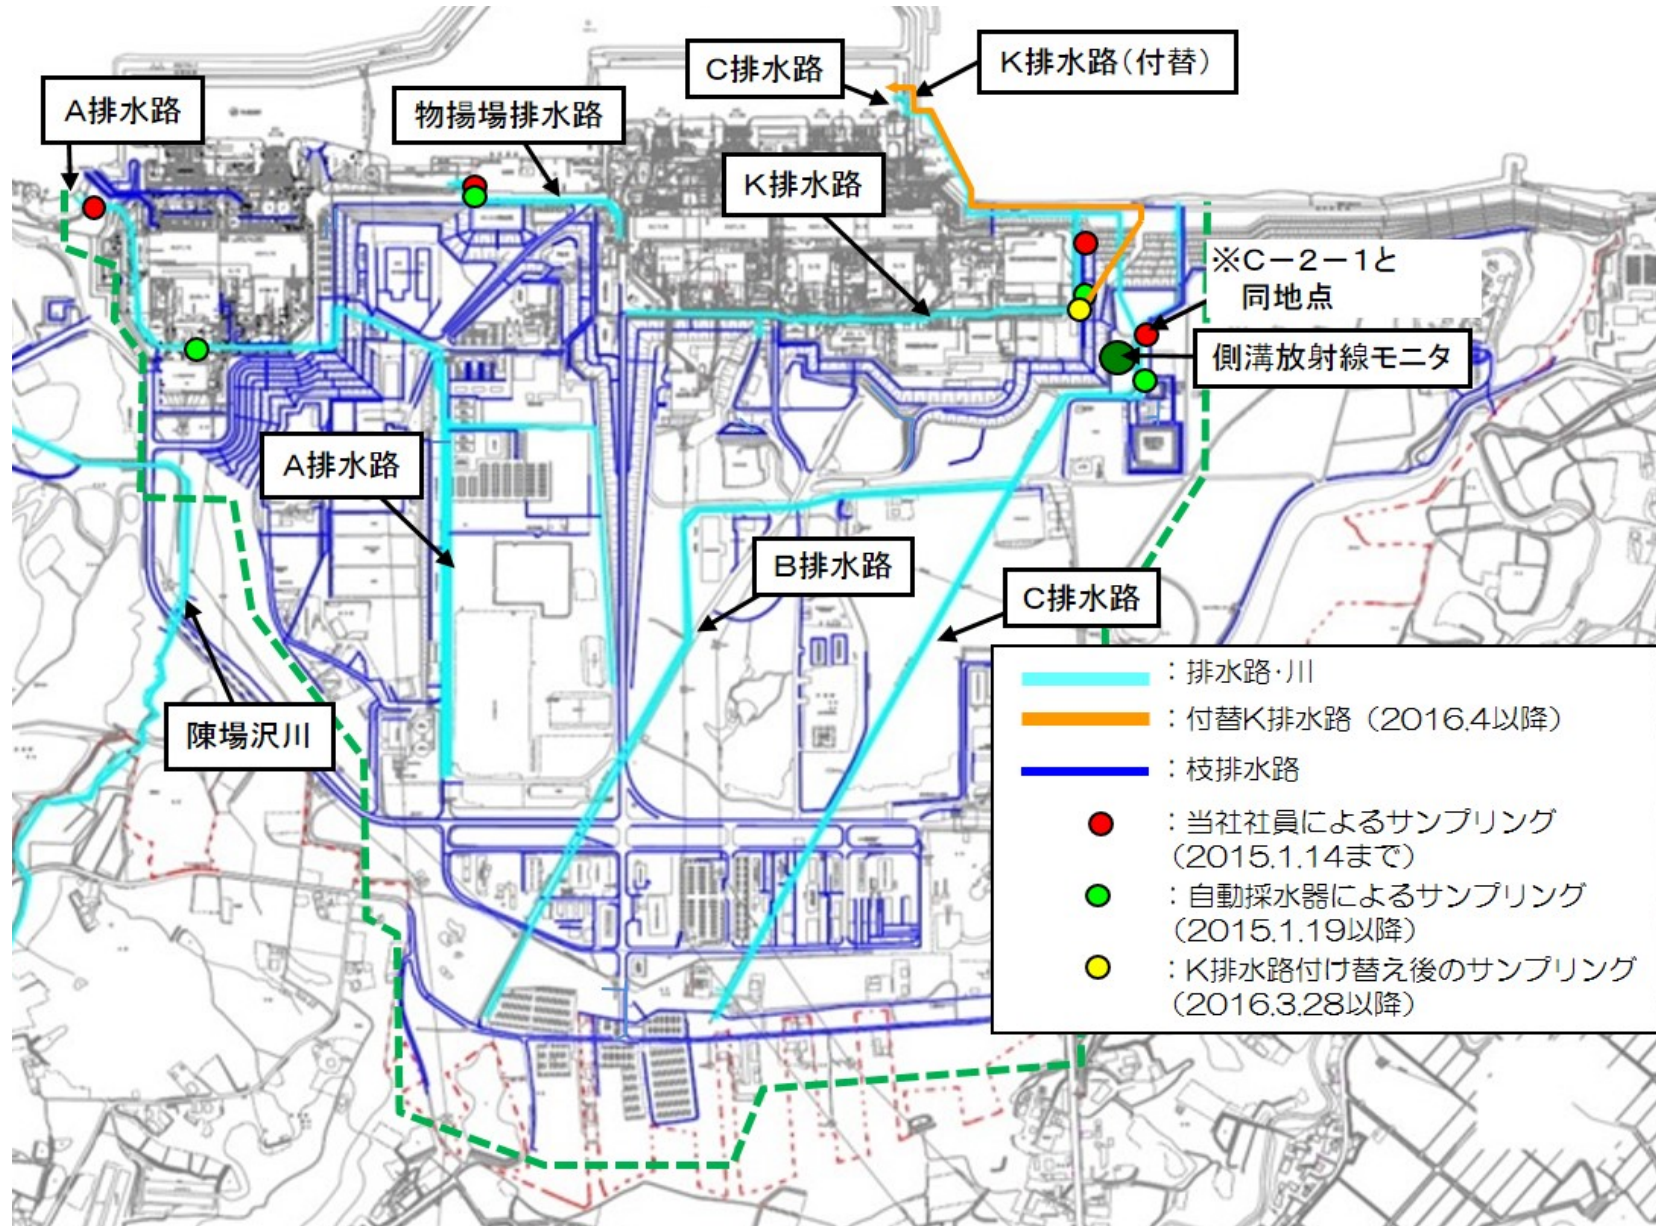 C排水路
K排水路(付替)
A排水路
物揚場排水路
K排水路
※C-2-1と
同地点
側溝放射線モニタ
A排水路
B排水路
C排水路
陳場沢川
:排水路・川
:付替K排水路(2016.4以降)
:枝排水路
:当社社員によるサンプリング
(2015.1.14まで)
:自動採水器によるサンプリング
(2015.1.19以降)
:K排水路付け替え後のサンプリング
(2016.3.28以降)